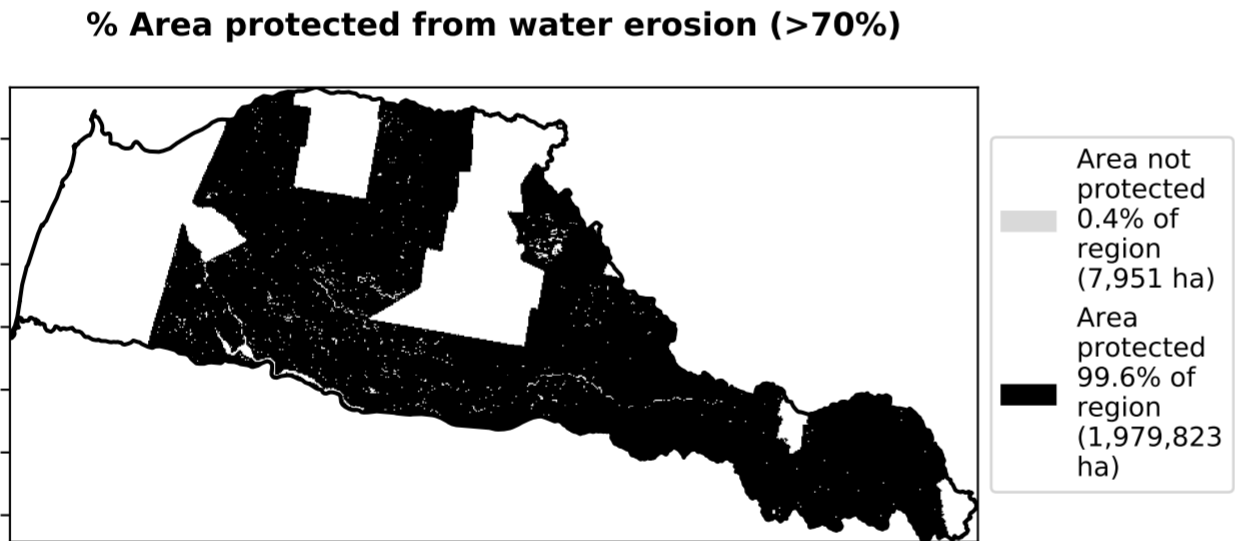 % Area protected from water erosion (>70%)
Area not
protected
0.4% of
region
(7,951 ha)
Area
protected
99.6% of
region
(1,979,823
ha)